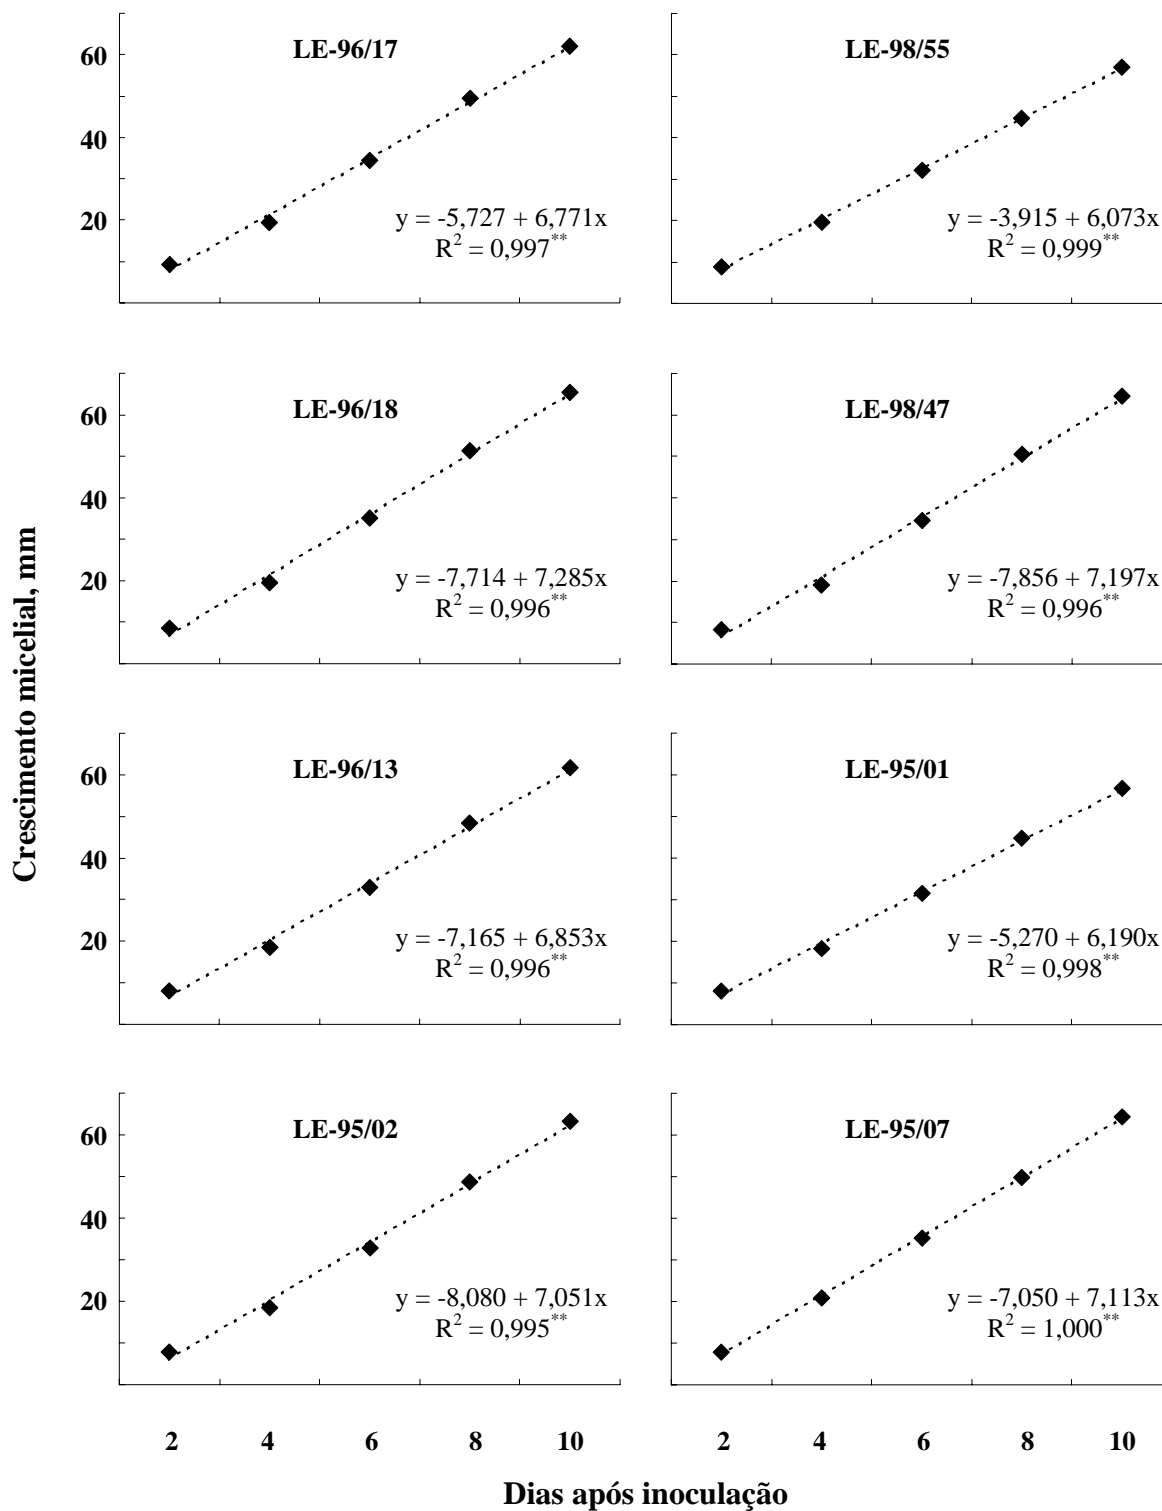 LE-96/17
60
40
20
y = -5,727 + 6,771x
R² = 0,997**
LE-98/55
y = -3,915 + 6,073x
R² = 0,999**
LE-96/18
60
40
20
y = -7,714 + 7,285x
R² = 0,996**
LE-98/47
y = -7,856 + 7,197x
R² = 0,996**
Crescimento micelial, mm
LE-96/13
60
40
20
y = -7,165 + 6,853x
R² = 0,996**
LE-95/01
y = -5,270 + 6,190x
R² = 0,998**
LE-95/02
60
40
20
y = -8,080 + 7,051x
R² = 0,995**
LE-95/07
y = -7,050 + 7,113x
R² = 1,000**
2 4 6 8 10
2 4 6 8 10
Dias após inoculação